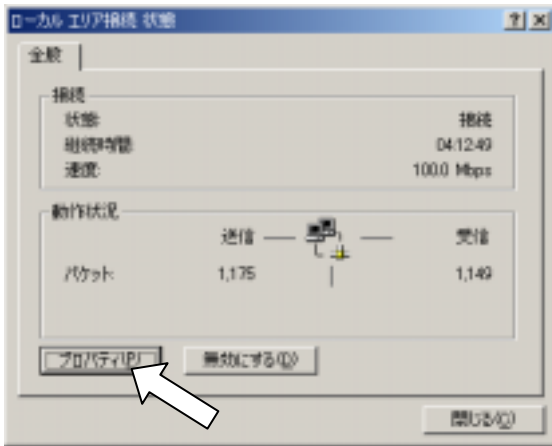 ローカル エリア接続 状態
全般
接続
状態: 接続
継続時間: 04:12:49
速度: 100.0 Mbps
動作状況
送信 — — 受信
パケット: 1,175 | 1,149
プロパティ(P) 無効にする(D)
閉じる(C)